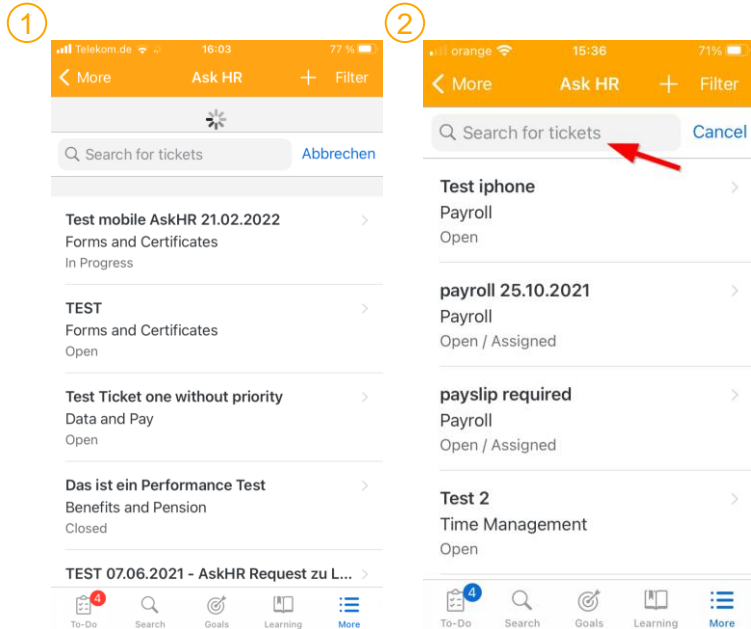 1
Telekom.de 16:03 77 %
More Ask HR + Filter
Search for tickets Abbrechen
Test mobile AskHR 21.02.2022
Forms and Certificates
In Progress
TEST
Forms and Certificates
Open
Test Ticket one without priority
Data and Pay
Open
Das ist ein Performance Test
Benefits and Pension
Closed
TEST 07.06.2021 - AskHR Request zu L...
4
To-Do Search Goals Learning More
2
orange 15:36 71%
More Ask HR + Filter
Search for tickets Cancel
Test iphone
Payroll
Open
payroll 25.10.2021
Payroll
Open / Assigned
payslip required
Payroll
Open / Assigned
Test 2
Time Management
Open
4
To-Do Search Goals Learning More